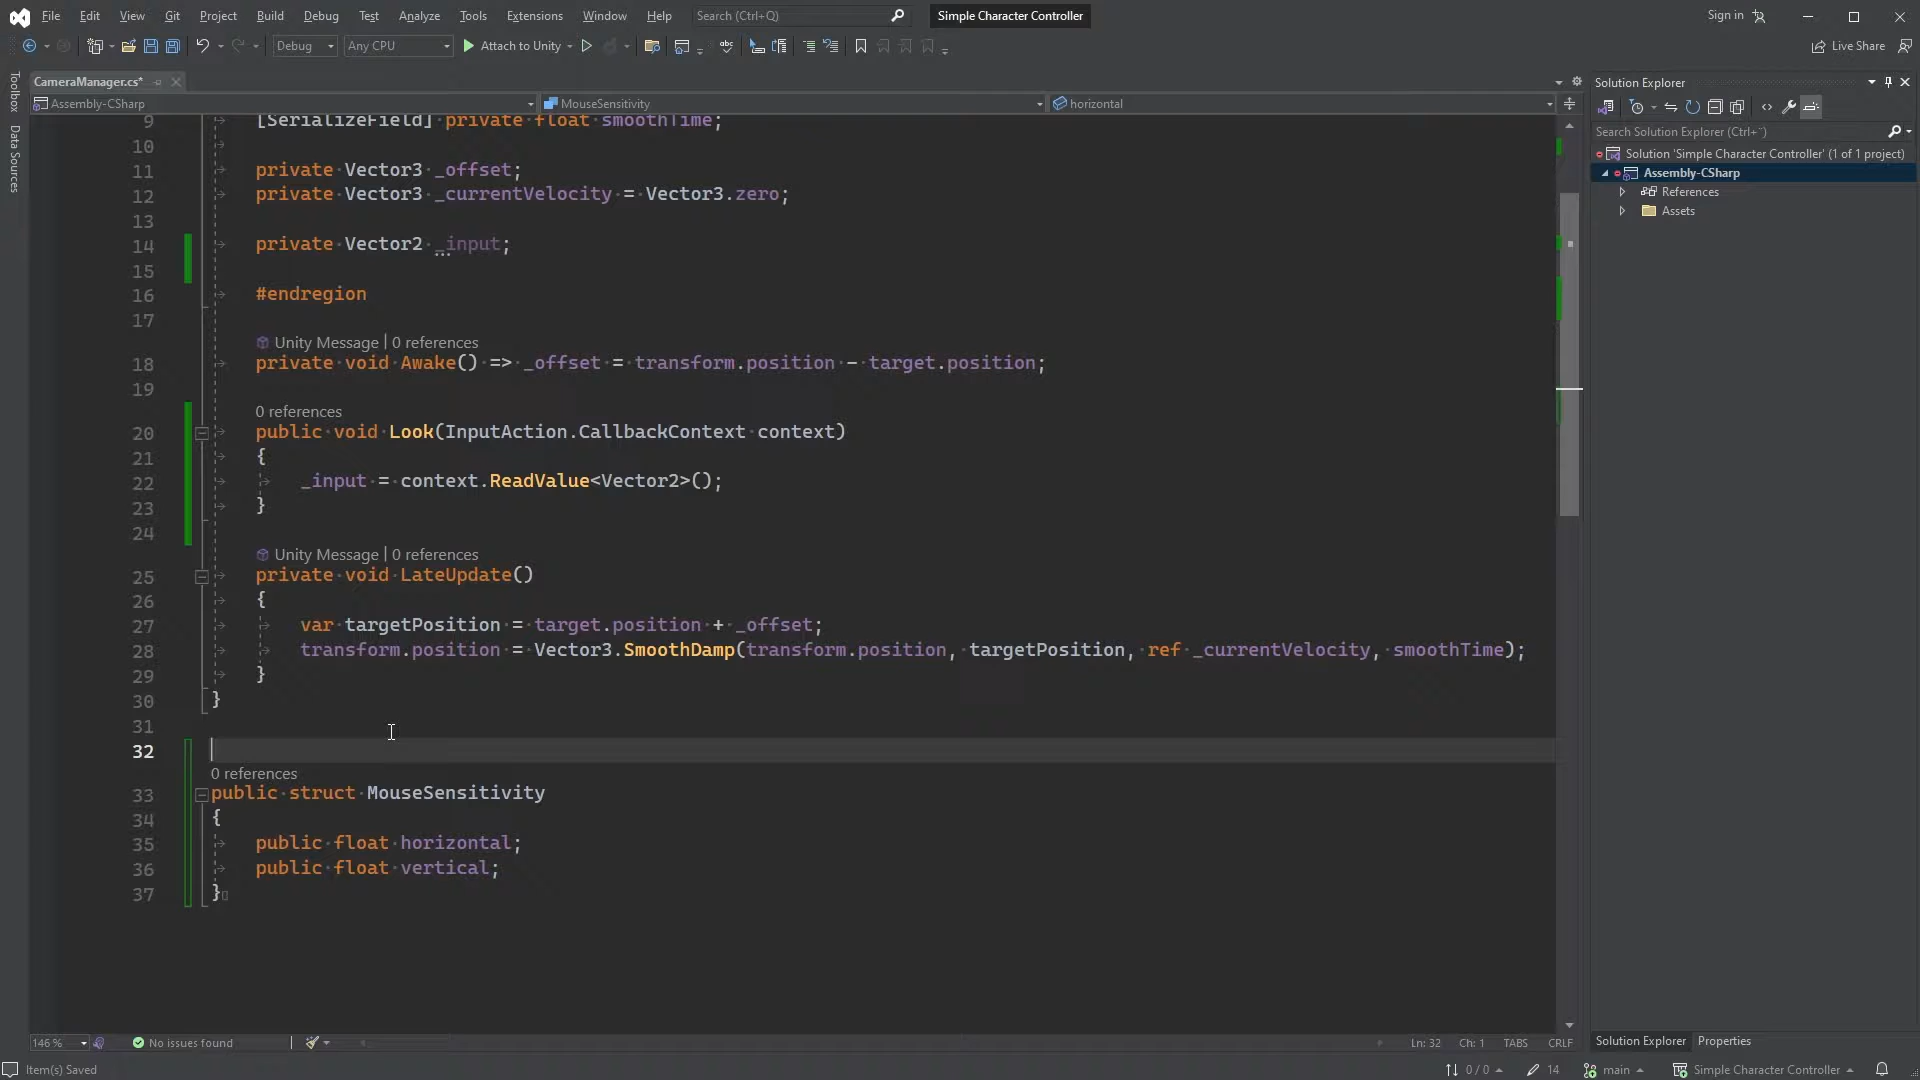 File Edit View Git Project Build Debug Test Analyze Tools Extensions Window Help Search (Ctrl+Q) Simple Character Controller Sign in
Debug Any CPU Attach to Unity Live Share
Toolbox
Data Sources
CameraManager.cs*
Assembly-CSharp MouseSensitivity horizontal
9 [SerializeField] private float smoothTime;
10
11 private Vector3 _offset;
12 private Vector3 _currentVelocity = Vector3.zero;
13
14 private Vector2 _input;
15
16 #endregion
17
Unity Message | 0 references
18 private void Awake() => _offset = transform.position - target.position;
19
0 references
20 public void Look(InputAction.CallbackContext context)
21 {
22 _input = context.ReadValue<Vector2>();
23 }
24
Unity Message | 0 references
25 private void LateUpdate()
26 {
27 var targetPosition = target.position + _offset;
28 transform.position = Vector3.SmoothDamp(transform.position, targetPosition, ref _currentVelocity, smoothTime);
29 }
30 }
31
32
0 references
33 public struct MouseSensitivity
34 {
35 public float horizontal;
36 public float vertical;
37 }
146 % No issues found Ln: 32 Ch: 1 TABS CRLF
Solution Explorer
Search Solution Explorer (Ctrl+¨)
Solution 'Simple Character Controller' (1 of 1 project)
Assembly-CSharp
References
Assets
Solution Explorer Properties
Item(s) Saved 0 / 0 14 main Simple Character Controller